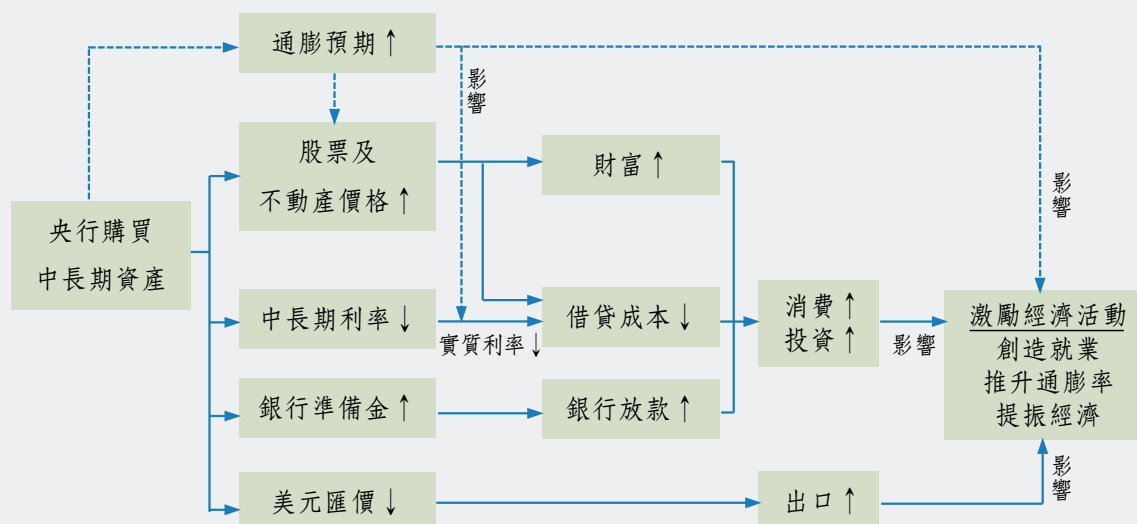 通膨預期↑
影響
股票及
不動產價格↑
財富↑
影響
央行購買
中長期資產
中長期利率↓
實質利率↓
借貸成本↓
消費↑
投資↑
影響
激勵經濟活動
創造就業
推升通膨率
提振經濟
銀行準備金↑
銀行放款↑
美元匯價↓
出口↑
影響